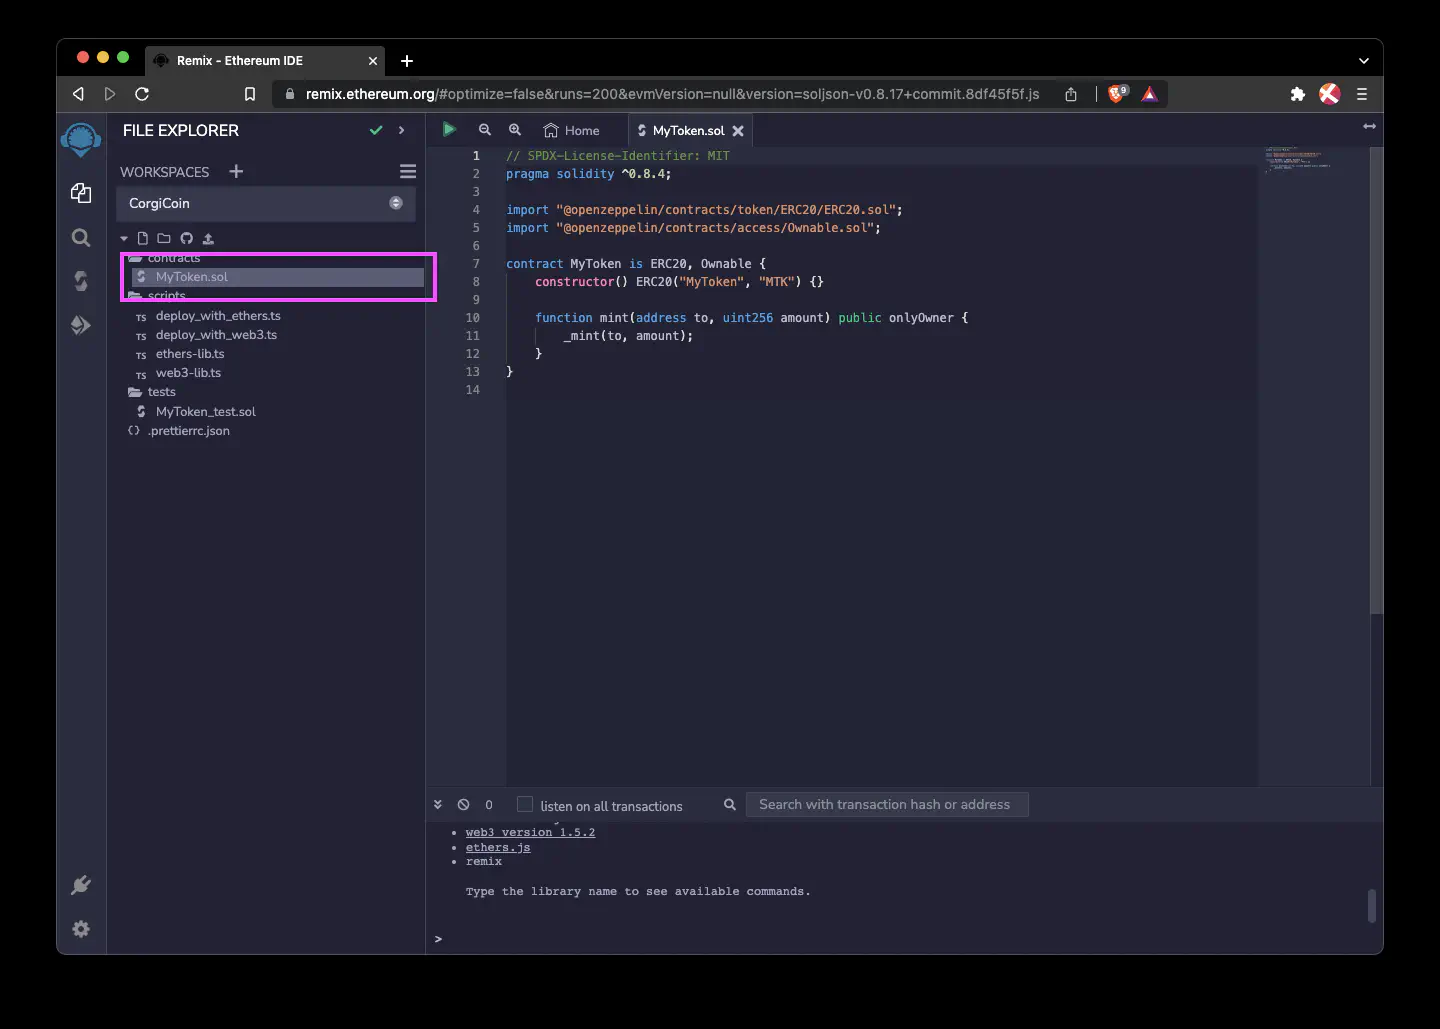 Remix - Ethereum IDE
remix.ethereum.org/#optimize=false&runs=200&evmVersion=null&version=soljson-v0.8.17+commit.8df45f5f.js
9
FILE EXPLORER
WORKSPACES
CorgiCoin
contracts
MyToken.sol
scripts
TS deploy_with_ethers.ts
TS deploy_with_web3.ts
TS ethers-lib.ts
TS web3-lib.ts
tests
MyToken_test.sol
.prettierrc.json
Home
MyToken.sol
1 // SPDX-License-Identifier: MIT
2 pragma solidity ^0.8.4;
3
4 import "@openzeppelin/contracts/token/ERC20/ERC20.sol";
5 import "@openzeppelin/contracts/access/Ownable.sol";
6
7 contract MyToken is ERC20, Ownable {
8 constructor() ERC20("MyToken", "MTK") {}
9
10 function mint(address to, uint256 amount) public onlyOwner {
11 _mint(to, amount);
12 }
13 }
14
0 listen on all transactions
Search with transaction hash or address
• web3 version 1.5.2
• ethers.js
• remix
Type the library name to see available commands.
>